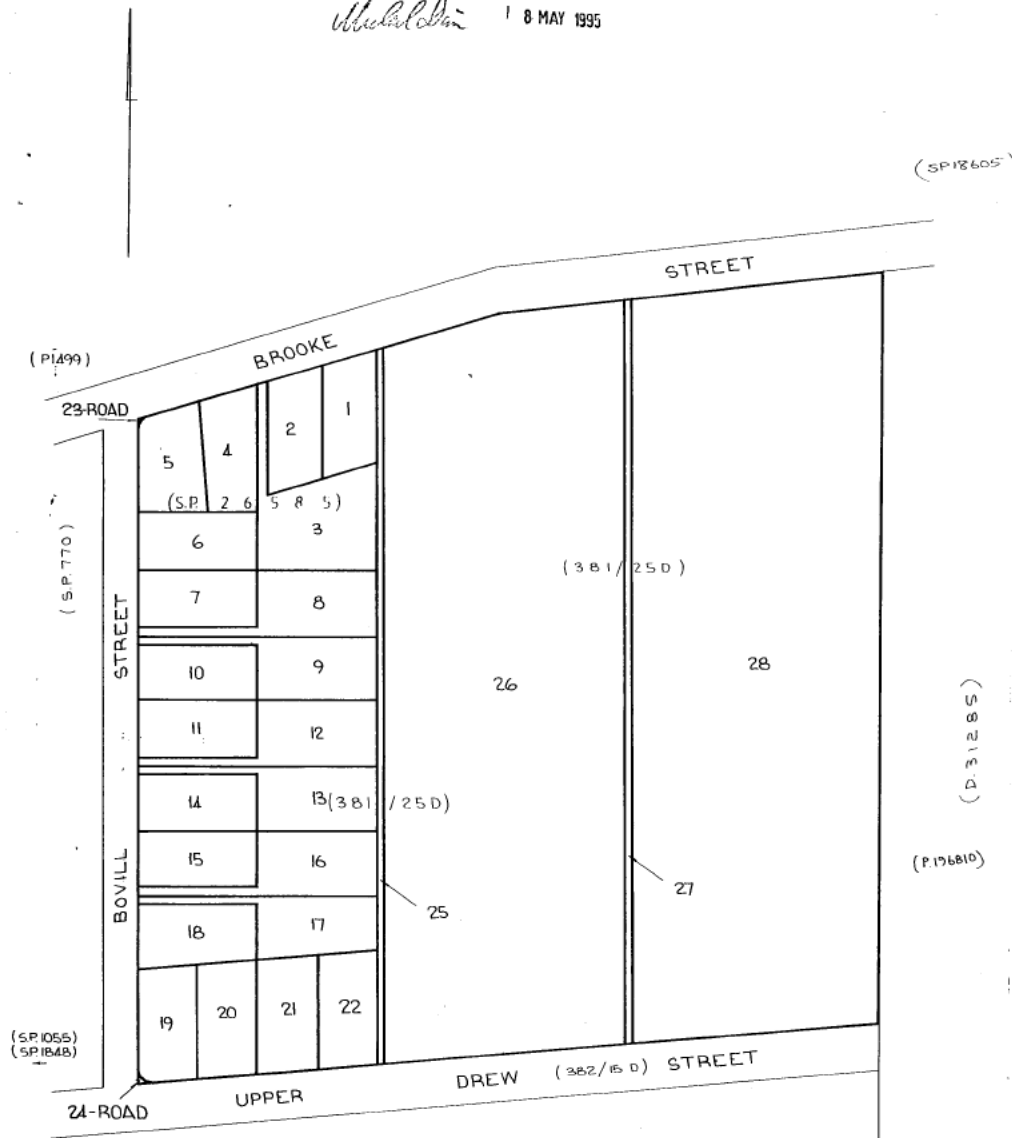 18 MAY 1995
(SP18605)
STREET
BROOKE
(P1499)
23-ROAD
1
2
4
5
(S.P. 26585)
3
6
(S.P. 770)
(381/25D)
7
8
STREET
9
10
28
26
11
12
(D.31285)
14
13 (381/25D)
15
16
(P.196810)
BOVILL
27
25
18
17
22
21
20
19
(S.P.1055)
(S.P.1848)
DREW (382/15D) STREET
UPPER
24-ROAD